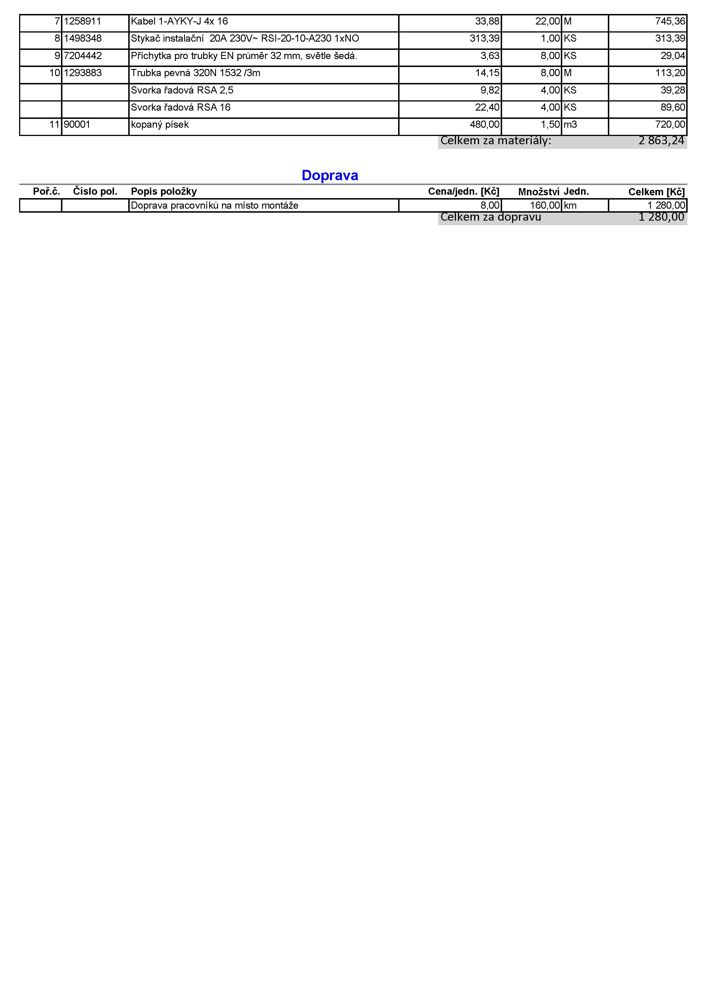 7 1258911 Kabel 1-AYKY-J 4x 16 33,88 22,00 M 745,36
8 1498348 Stykač instalační  20A 230V~ RSI-20-10-A230 1xNO 313,39 1,00 KS 313,39
9 7204442 Příchytka pro trubky EN průměr 32 mm, světle šedá. 3,63 8,00 KS 29,04
10 1293883 Trubka pevná 320N 1532 /3m 14,15 8,00 M 113,20
Svorka řadová RSA 2,5 9,82 4,00 KS 39,28
Svorka řadová RSA 16 22,40 4,00 KS 89,60
11 90001 kopaný písek 480,00 1,50 m3 720,00
Celkem za materiály: 2 863,24
Doprava
Poř.č. Číslo pol. Popis položky Cena/jedn. [Kč] Množství Jedn. Celkem [Kč]
Doprava pracovníků na místo montáže 8,00 160,00 km 1 280,00
Celkem za dopravu 1 280,00